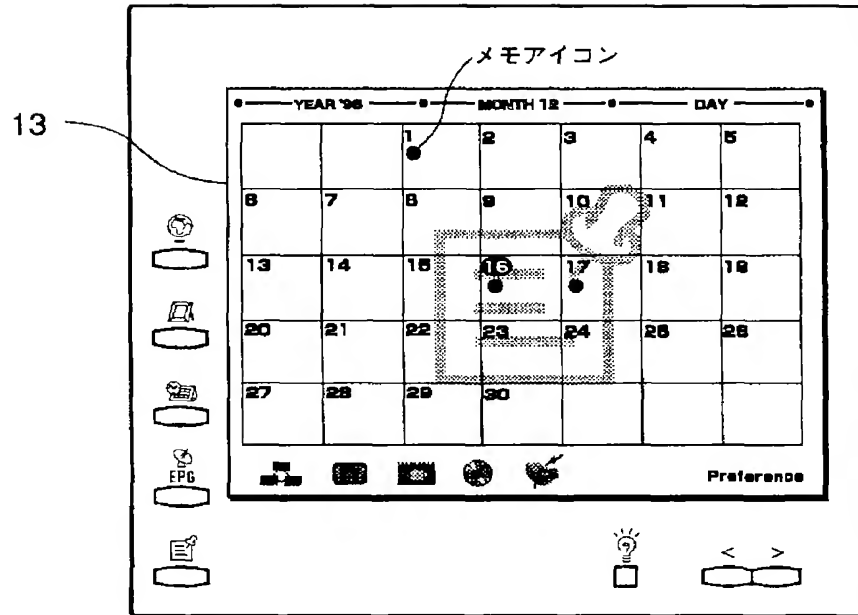 メモアイコン
13
YEAR '98 MONTH 12 DAY
1 2 3 4 5
6 7 8 9 10 11 12
13 14 15 16 17 18 19
20 21 22 23 24 25 26
27 28 29 30
EPG
Preference
< >